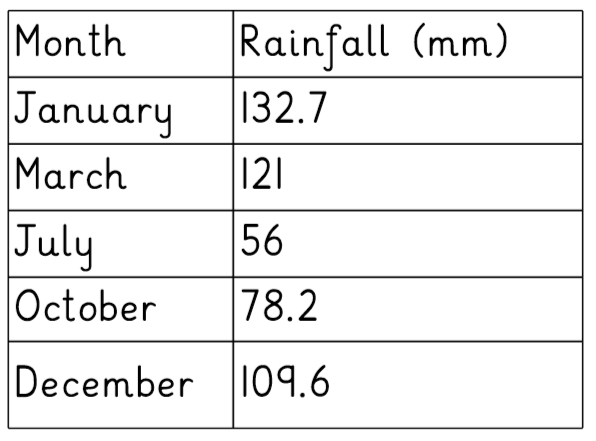 Month Rainfall (mm)
January 132.7
March 121
July 56
October 78.2
December 109.6